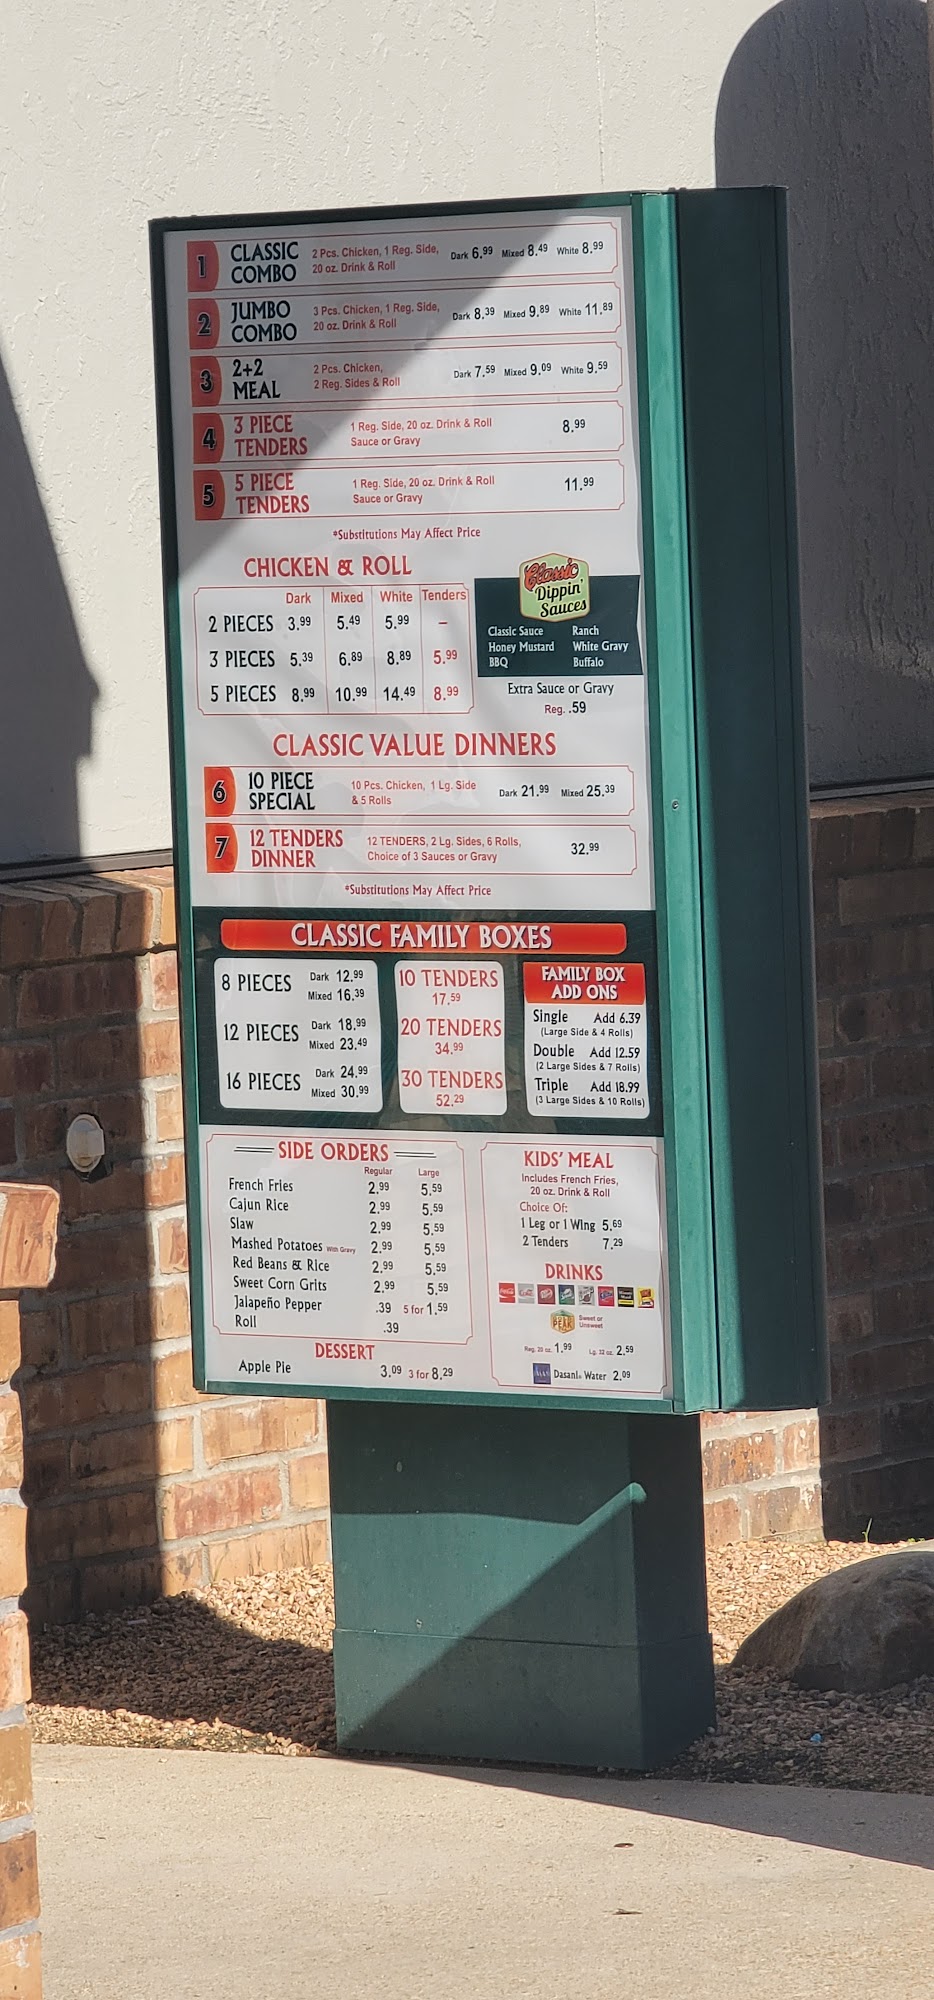 1 CLASSIC COMBO 2 Pcs. Chicken, 1 Reg. Side, 20 oz. Drink & Roll Dark 6.99 Mixed 8.49 White 8.99
2 JUMBO COMBO 3 Pcs. Chicken, 1 Reg. Side, 20 oz. Drink & Roll Dark 8.39 Mixed 9.89 White 11.89
3 2+2 MEAL 2 Pcs. Chicken, 2 Reg. Sides & Roll Dark 7.59 Mixed 9.09 White 9.59
4 3 PIECE TENDERS 1 Reg. Side, 20 oz. Drink & Roll Sauce or Gravy 8.99
5 5 PIECE TENDERS 1 Reg. Side, 20 oz. Drink & Roll Sauce or Gravy 11.99
*Substitutions May Affect Price
CHICKEN & ROLL
Dark Mixed White Tenders
2 PIECES 3.99 5.49 5.99 –
3 PIECES 5.39 6.89 8.89 5.99
5 PIECES 8.99 10.99 14.49 8.99
Classic
Dippin'
Sauces
Classic Sauce Ranch
Honey Mustard White Gravy
BBQ Buffalo
Extra Sauce or Gravy
Reg. .59
CLASSIC VALUE DINNERS
6 10 PIECE SPECIAL 10 Pcs. Chicken, 1 Lg. Side & 5 Rolls Dark 21.99 Mixed 25.39
7 12 TENDERS DINNER 12 TENDERS, 2 Lg. Sides, 6 Rolls, Choice of 3 Sauces or Gravy 32.99
*Substitutions May Affect Price
CLASSIC FAMILY BOXES
8 PIECES Dark 12.99 Mixed 16.39
12 PIECES Dark 18.99 Mixed 23.49
16 PIECES Dark 24.99 Mixed 30.99
10 TENDERS
17.59
20 TENDERS
34.99
30 TENDERS
52.29
FAMILY BOX
ADD ONS
Single Add 6.39
(Large Side & 4 Rolls)
Double Add 12.59
(2 Large Sides & 7 Rolls)
Triple Add 18.99
(3 Large Sides & 10 Rolls)
SIDE ORDERS
Regular Large
French Fries 2.99 5.59
Cajun Rice 2.99 5.59
Slaw 2.99 5.59
Mashed Potatoes With Gravy 2.99 5.59
Red Beans & Rice 2.99 5.59
Sweet Corn Grits 2.99 5.59
Jalapeño Pepper .39 5 for 1.59
Roll .39
DESSERT
Apple Pie 3.09 3 for 8.29
KIDS' MEAL
Includes French Fries,
20 oz. Drink & Roll
Choice Of:
1 Leg or 1 Wing 5.69
2 Tenders 7.29
DRINKS
PEAK Sweet or
Unsweet
Reg. 20 oz. 1.99 Lg. 32 oz. 2.59
Dasani® Water 2.09